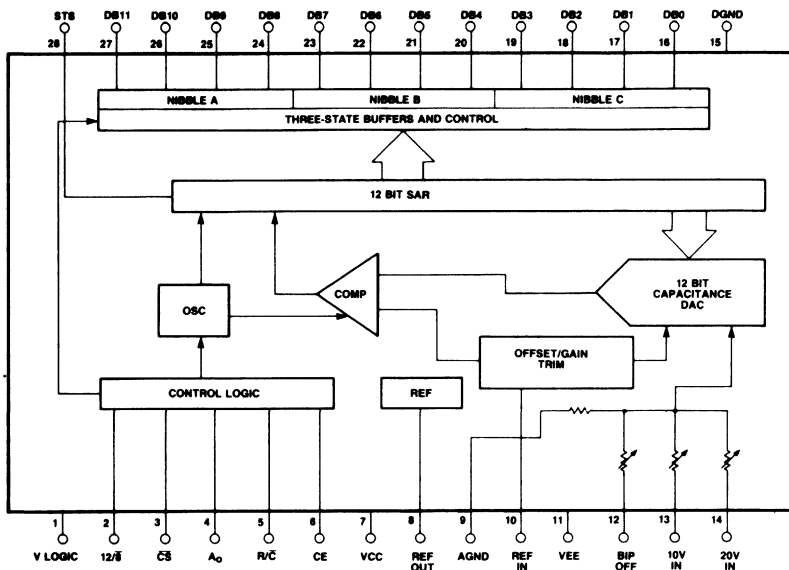 STS DB11 DB10 DB9 DB8 DB7 DB6 DB5 DB4 DB3 DB2 DB1 DB0 DGND
28 27 26 25 24 23 22 21 20 19 18 17 16 15
NIBBLE A NIBBLE B NIBBLE C
THREE-STATE BUFFERS AND CONTROL
12 BIT SAR
12 BIT
CAPACITANCE
DAC
COMP
OSC
OFFSET/GAIN
TRIM
CONTROL LOGIC
REF
1 2 3 4 5 6 7 8 9 10 11 12 13 14
V LOGIC 12/8̅ C̅S̅ A₀ R/C̅ CE VCC REF OUT AGND REF IN VEE BIP OFF 10V IN 20V IN